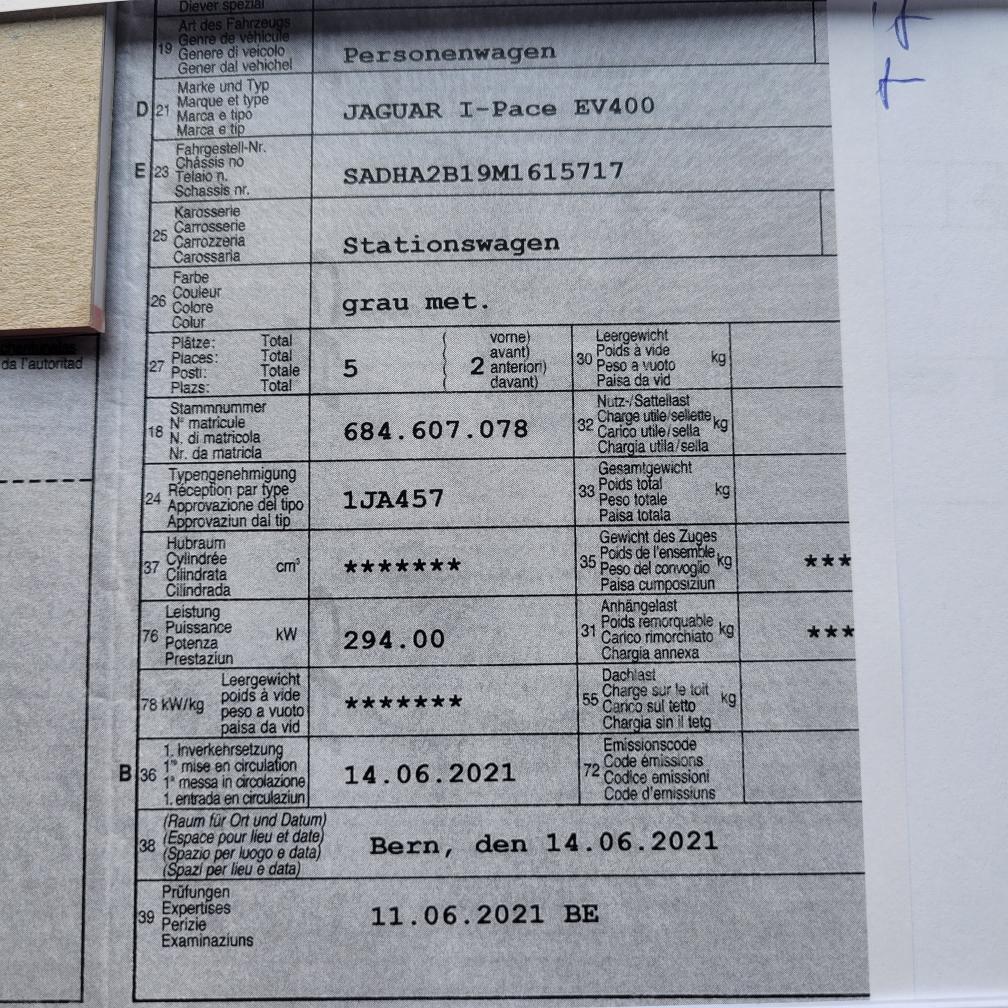 Diever spezial
19 Art des Fahrzeugs
Genre de véhicule
Genere di veicolo
Gener dal vehichel
Personenwagen
D 21 Marke und Typ
Marque et type
Marca e tipo
Marca e tip
JAGUAR I-Pace EV400
E 23 Fahrgestell-Nr.
Châssis no
Telaio n.
Schassis nr.
SADHA2B19M1615717
25 Karosserie
Carrosserie
Carrozzeria
Carossaria
Stationswagen
26 Farbe
Couleur
Colore
Colur
grau met.
27 Plätze: Total
Places: Total
Posti: Totale
Plazs: Total
5
2 vorne)
avant)
anteriori)
davant)
30 Leergewicht
Poids à vide
Peso a vuoto
Paisa da vid
kg
da l'autoritad
18 Stammnummer
N° matricule
N. di matricola
Nr. da matricla
684.607.078
32 Nutz-/Sattellast
Charge utile/sellette
Carico utile/sella
Chargia utila/sella
kg
24 Typengenehmigung
Réception par type
Approvazione del tipo
Approvaziun dal tip
1JA457
33 Gesamtgewicht
Poids total
Peso totale
Paisa totala
kg
37 Hubraum
Cylindrée
Cilindrata
Cilindrada
cm³
*******
35 Gewicht des Zuges
Poids de l'ensemble
Peso del convoglio
Paisa cumposiziun
kg
***
76 Leistung
Puissance
Potenza
Prestaziun
kW
294.00
31 Anhängelast
Poids remorquable
Carico rimorchiato
Chargia annexa
kg
***
78 kW/kg
Leergewicht
poids à vide
peso a vuoto
paisa da vid
*******
55 Dachlast
Charge sur le toit
Carico sul tetto
Chargia sin il tetg
kg
B 36 1. Inverkehrsetzung
1re mise en circulation
1a messa in circolazione
1. entrada en circulaziun
14.06.2021
72 Emissionscode
Code émissions
Codice emissioni
Code d'emissiuns
38 (Raum für Ort und Datum)
(Espace pour lieu et date)
(Spazio per luogo e data)
(Spazi per lieu e data)
Bern, den 14.06.2021
39 Prüfungen
Expertises
Perizie
Examinaziuns
11.06.2021 BE